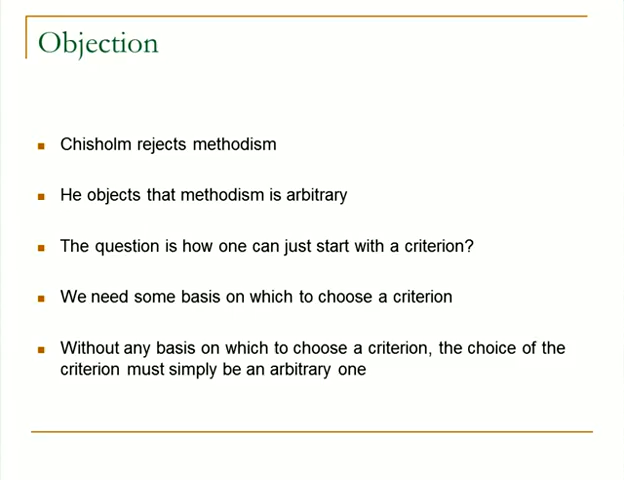 Objection
Chisholm rejects methodism
He objects that methodism is arbitrary
The question is how one can just start with a criterion?
We need some basis on which to choose a criterion
Without any basis on which to choose a criterion, the choice of the
criterion must simply be an arbitrary one